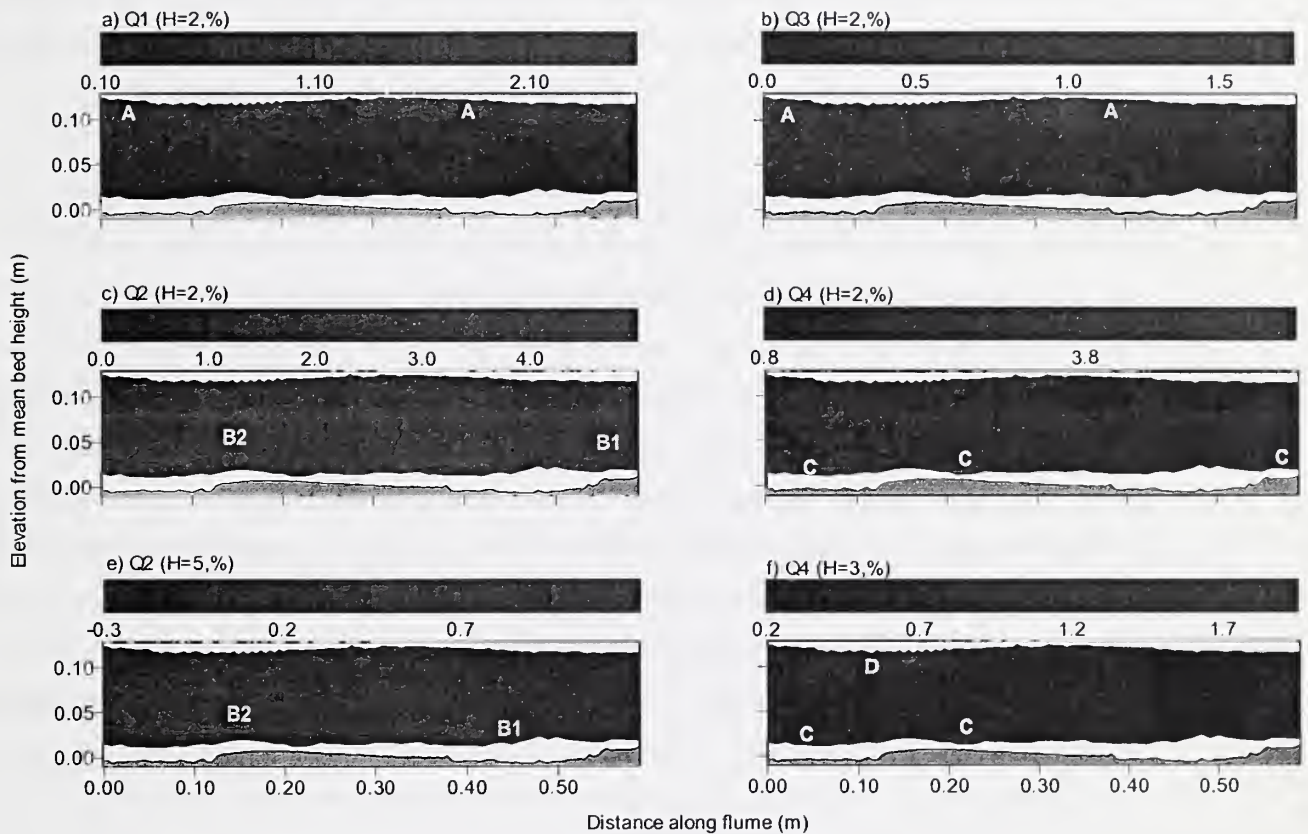 a) Q1 (H=2,%)
0.10 1.10 2.10
A A
0.10
0.05
0.00
b) Q3 (H=2,%)
0.0 0.5 1.0 1.5
A A
c) Q2 (H=2,%)
0.0 1.0 2.0 3.0 4.0
0.10
0.05
0.00
B2 B1
d) Q4 (H=2,%)
0.8 3.8
C C C
e) Q2 (H=5,%)
-0.3 0.2 0.7
0.10
0.05
0.00
B2 B1
0.00 0.10 0.20 0.30 0.40 0.50
f) Q4 (H=3,%)
0.2 0.7 1.2 1.7
D
C C
0.00 0.10 0.20 0.30 0.40 0.50
Elevation from mean bed height (m)
Distance along flume (m)